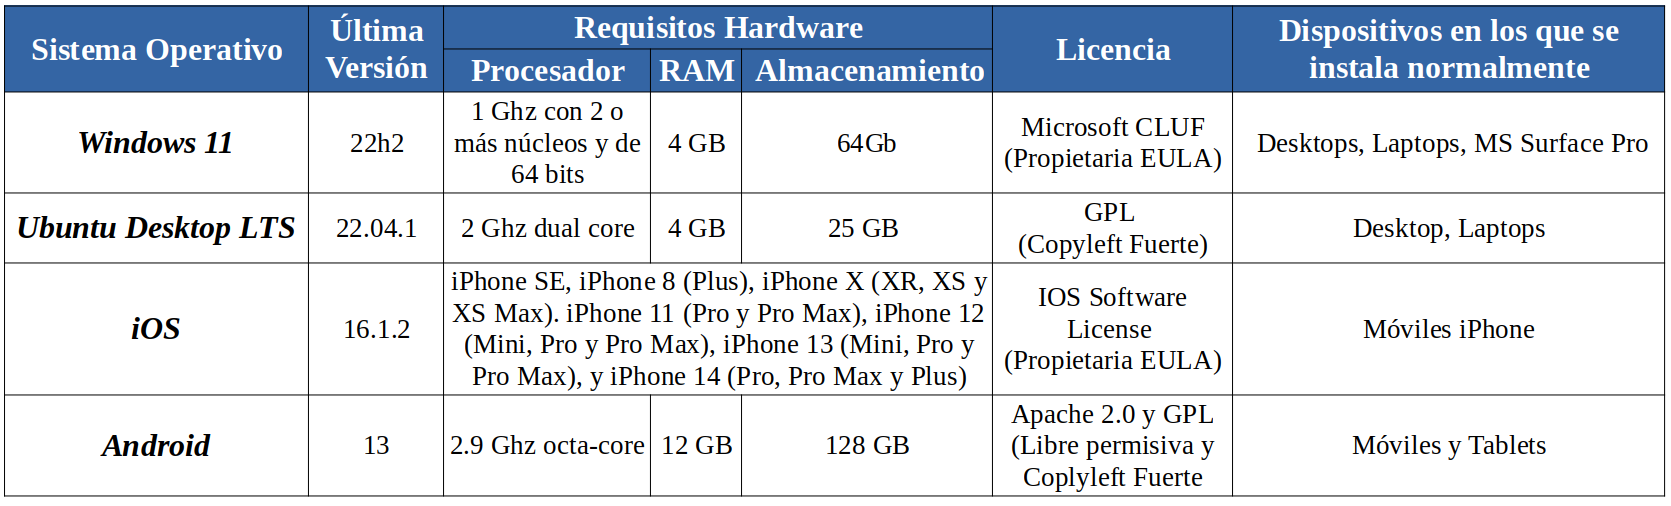 Sistema Operativo
Última
Versión
Requisitos Hardware
Procesador
RAM
Almacenamiento
Licencia
Dispositivos en los que se
instala normalmente
Windows 11
22h2
1 Ghz con 2 o
más núcleos y de
64 bits
4 GB
64Gb
Microsoft CLUF
(Propietaria EULA)
Desktops, Laptops, MS Surface Pro
Ubuntu Desktop LTS
22.04.1
2 Ghz dual core
4 GB
25 GB
GPL
(Copyleft Fuerte)
Desktop, Laptops
iOS
16.1.2
iPhone SE, iPhone 8 (Plus), iPhone X (XR, XS y
XS Max). iPhone 11 (Pro y Pro Max), iPhone 12
(Mini, Pro y Pro Max), iPhone 13 (Mini, Pro y
Pro Max), y iPhone 14 (Pro, Pro Max y Plus)
IOS Software
License
(Propietaria EULA)
Móviles iPhone
Android
13
2.9 Ghz octa-core
12 GB
128 GB
Apache 2.0 y GPL
(Libre permisiva y
Coplyleft Fuerte
Móviles y Tablets